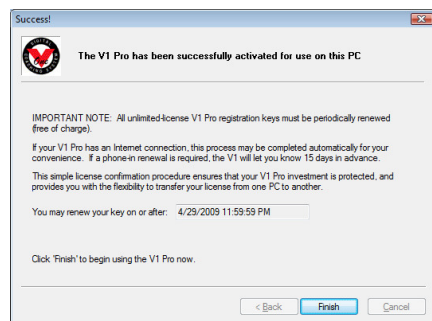 Success!
The V1 Pro has been successfully activated for use on this PC
IMPORTANT NOTE: All unlimited-license V1 Pro registration keys must be periodically renewed
(free of charge).
If your V1 Pro has an Internet connection, this process may be completed automatically for your
convenience. If a phone-in renewal is required, the V1 will let you know 15 days in advance.
This simple license confirmation procedure ensures that your V1 Pro investment is protected, and
provides you with the flexibility to transfer your license from one PC to another.
You may renew your key on or after: 4/29/2009 11:59:59 PM
Click 'Finish' to begin using the V1 Pro now.
< Back Finish Cancel